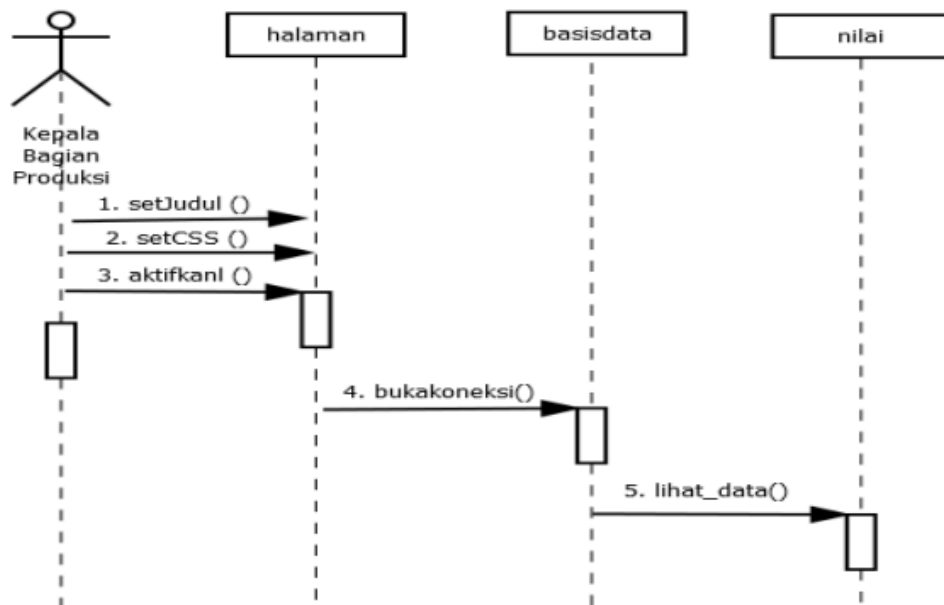 halaman
basisdata
nilai
Kepala
Bagian
Produksi
1. setJudul ()
2. setCSS ()
3. aktifkanl ()
4. bukakoneksi()
5. lihat_data()